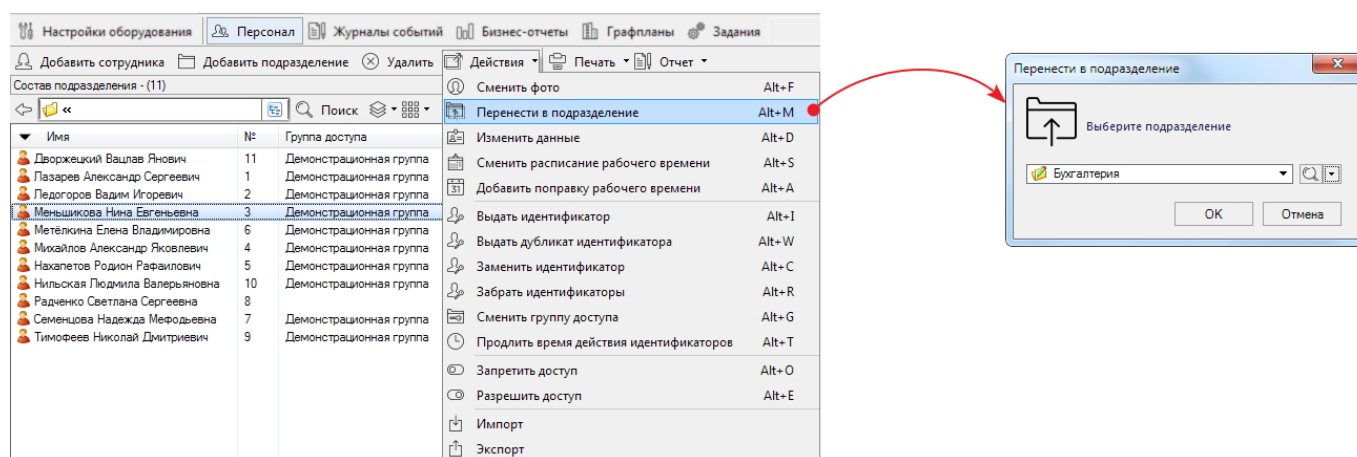 Настройки оборудования Персонал Журналы событий Бизнес-отчеты Графпланы Задания
Добавить сотрудника Добавить подразделение Удалить Действия Печать Отчет
Состав подразделения - (11)
« Поиск
Имя № Группа доступа
Дворжецкий Вацлав Янович 11 Демонстрационная группа
Лазарев Александр Сергеевич 1 Демонстрационная группа
Ледогоров Вадим Игоревич 2 Демонстрационная группа
Меньшикова Нина Евгеньевна 3 Демонстрационная группа
Метёлкина Елена Владимировна 6 Демонстрационная группа
Михайлов Александр Яковлевич 4 Демонстрационная группа
Нахапетов Родион Рафаилович 5 Демонстрационная группа
Нильская Людмила Валерьяновна 10 Демонстрационная группа
Радченко Светлана Сергеевна 8
Семенцова Надежда Мефодьевна 7 Демонстрационная группа
Тимофеев Николай Дмитриевич 9 Демонстрационная группа
Сменить фото Alt+F
Перенести в подразделение Alt+M
Изменить данные Alt+D
Сменить расписание рабочего времени Alt+S
31 Добавить поправку рабочего времени Alt+A
Выдать идентификатор Alt+I
Выдать дубликат идентификатора Alt+W
Заменить идентификатор Alt+C
Забрать идентификаторы Alt+R
Сменить группу доступа Alt+G
Продлить время действия идентификаторов Alt+T
Запретить доступ Alt+O
Разрешить доступ Alt+E
Импорт
Экспорт
Перенести в подразделение
Выберите подразделение
Бухгалтерия
ОК Отмена